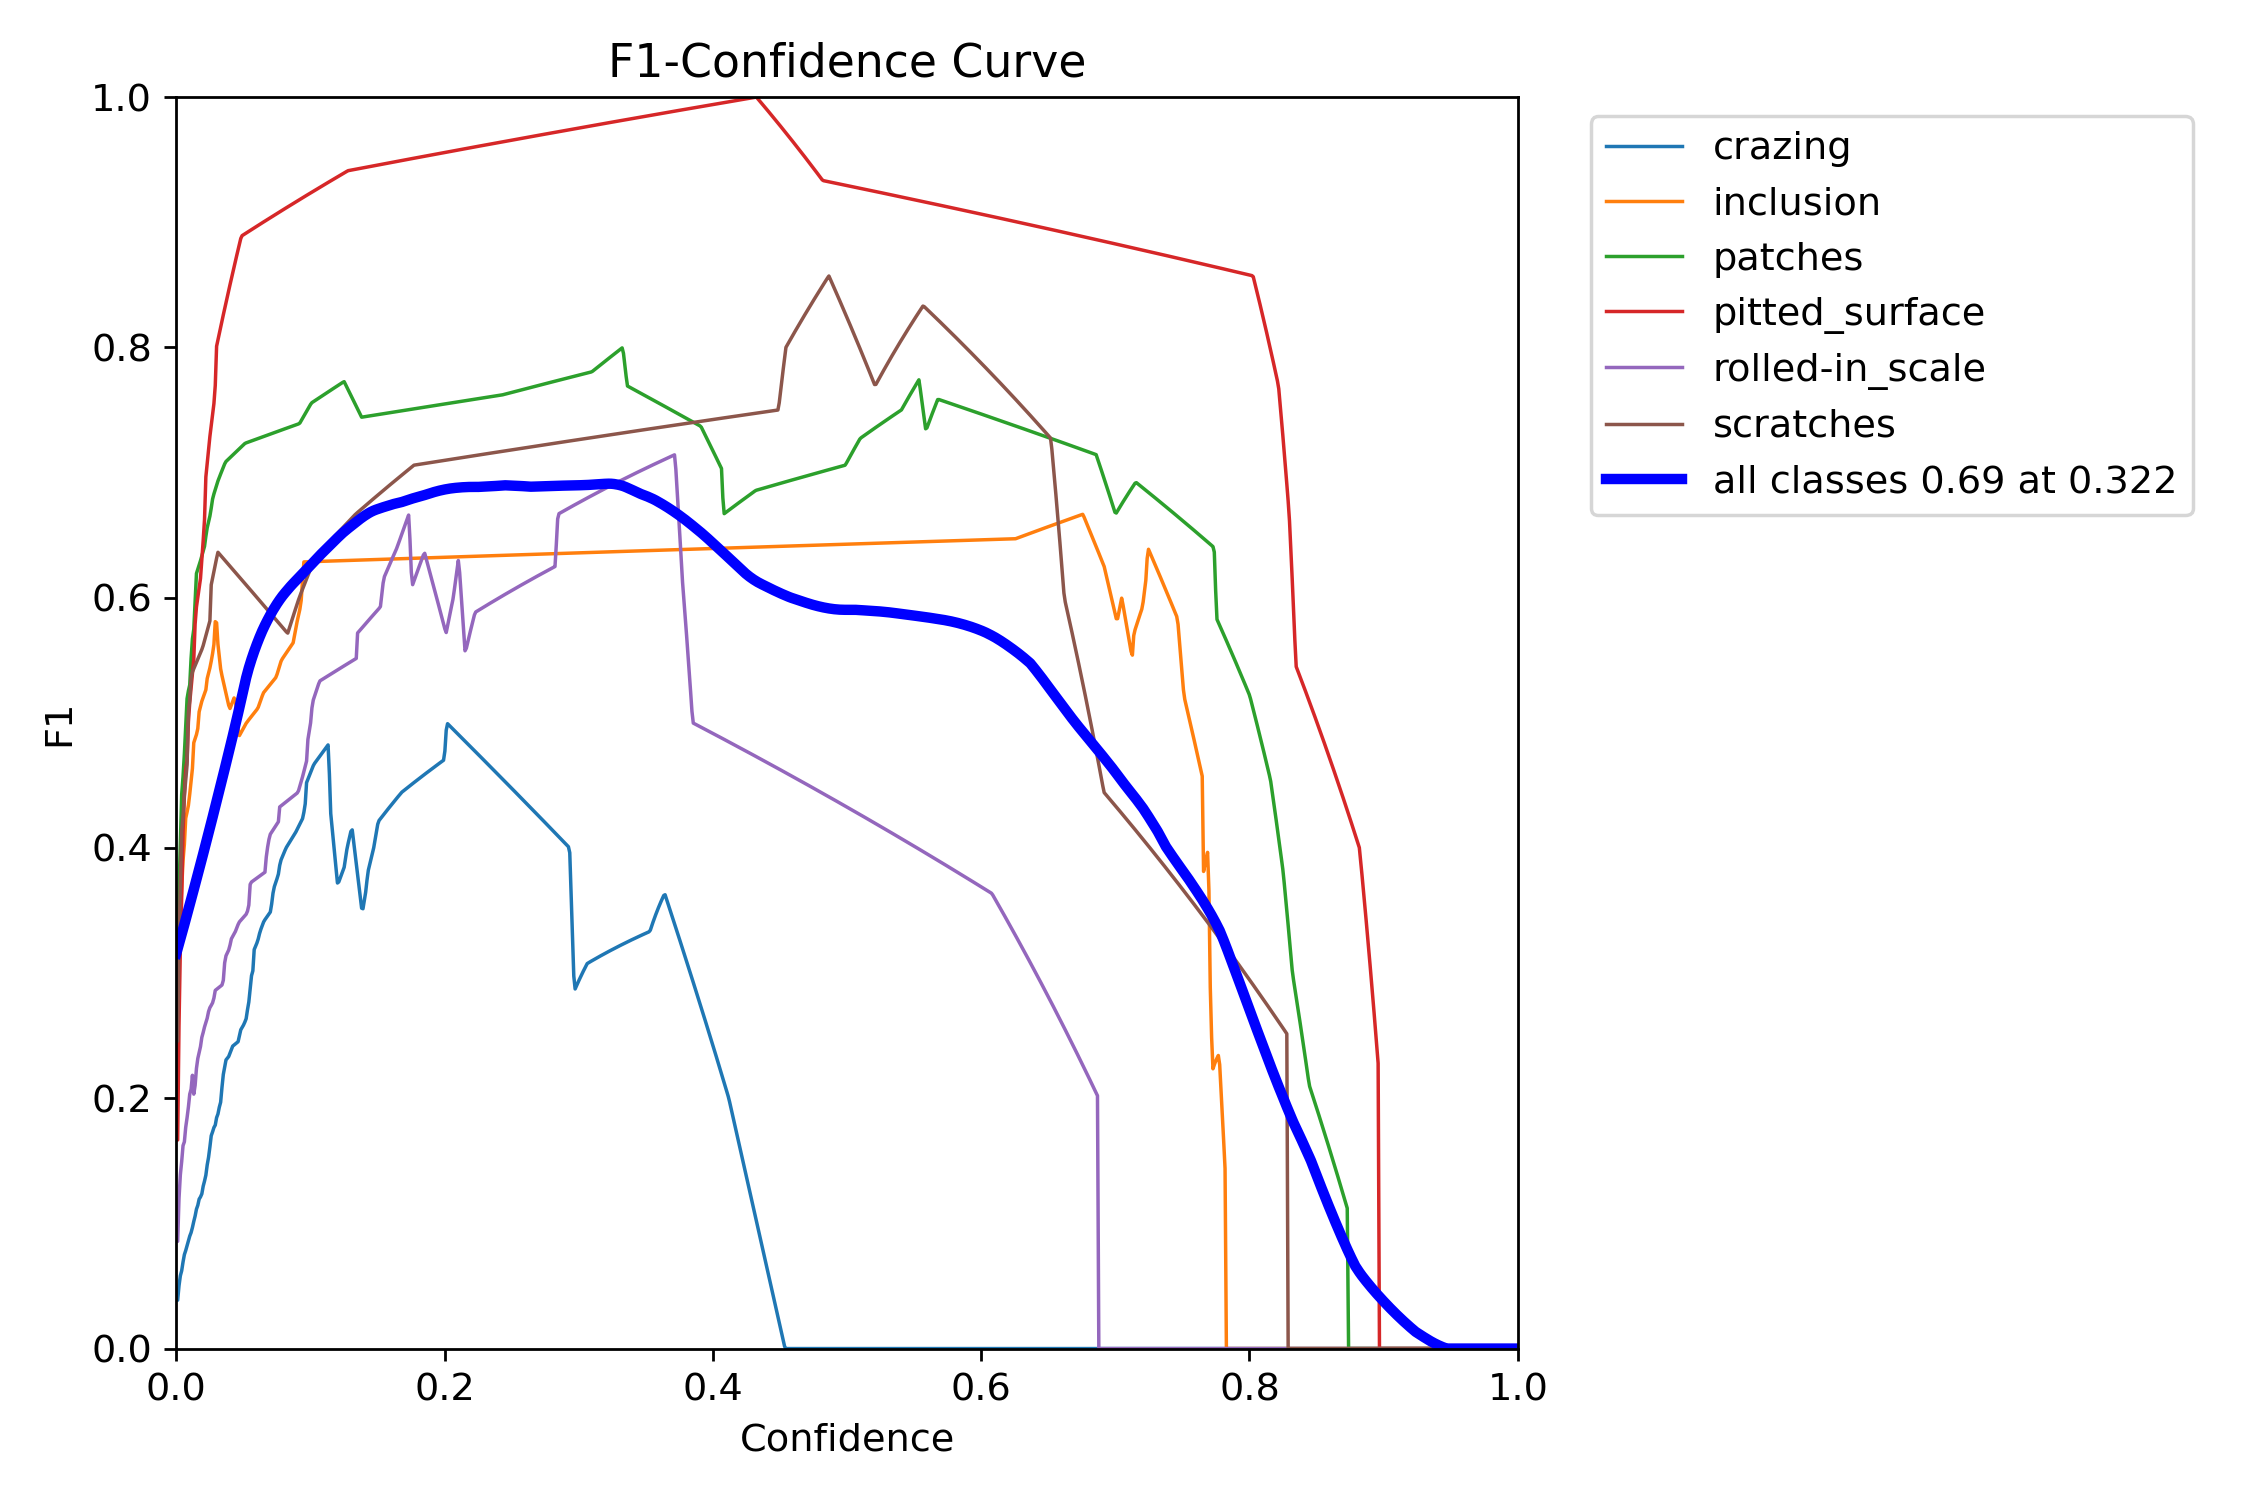 F1-Confidence Curve
1.0
0.8
0.6
0.4
0.2
0.0
F1
0.0 0.2 0.4 0.6 0.8 1.0
Confidence
crazing
inclusion
patches
pitted_surface
rolled-in_scale
scratches
all classes 0.69 at 0.322